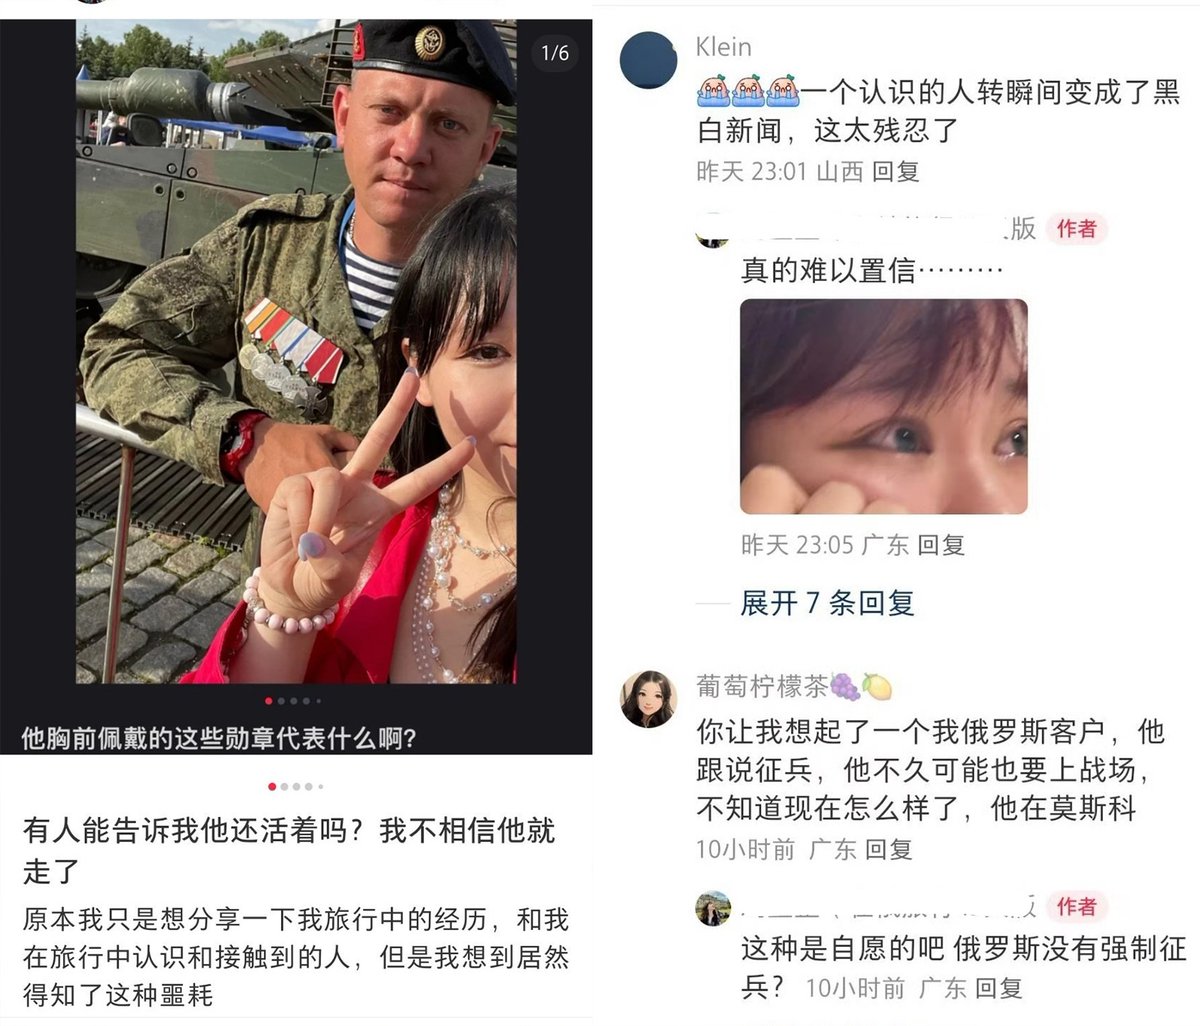 1/6
他胸前佩戴的这些勋章代表什么啊?
有人能告诉我他还活着吗？我不相信他就
走了
原本我只是想分享一下我旅行中的经历，和我
在旅行中认识和接触到的人，但是我想到居然
得知了这种噩耗
Klein
一个认识的人转瞬间变成了黑
白新闻，这太残忍了
昨天 23:01 山西 回复
版 作者
真的难以置信………
昨天 23:05 广东 回复
展开 7 条回复
葡萄柠檬茶🍇🍋
你让我想起了一个我俄罗斯客户，他
跟说征兵，他不久可能也要上战场，
不知道现在怎么样了，他在莫斯科
10小时前 广东 回复
作者
这种是自愿的吧 俄罗斯没有强制征
兵？ 10小时前 广东 回复